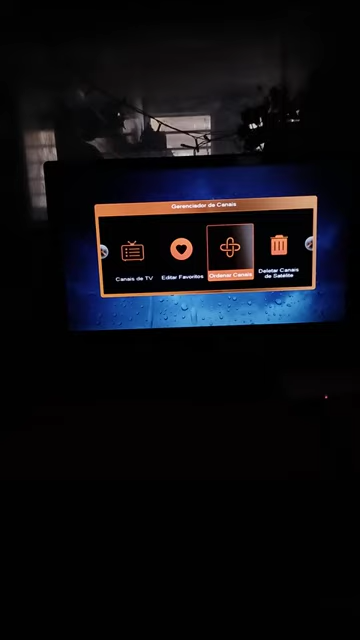 Gerenciador de Canais
Canais de TV
Editar Favoritos
Ordenar Canais
Deletar Canais
de Satélite